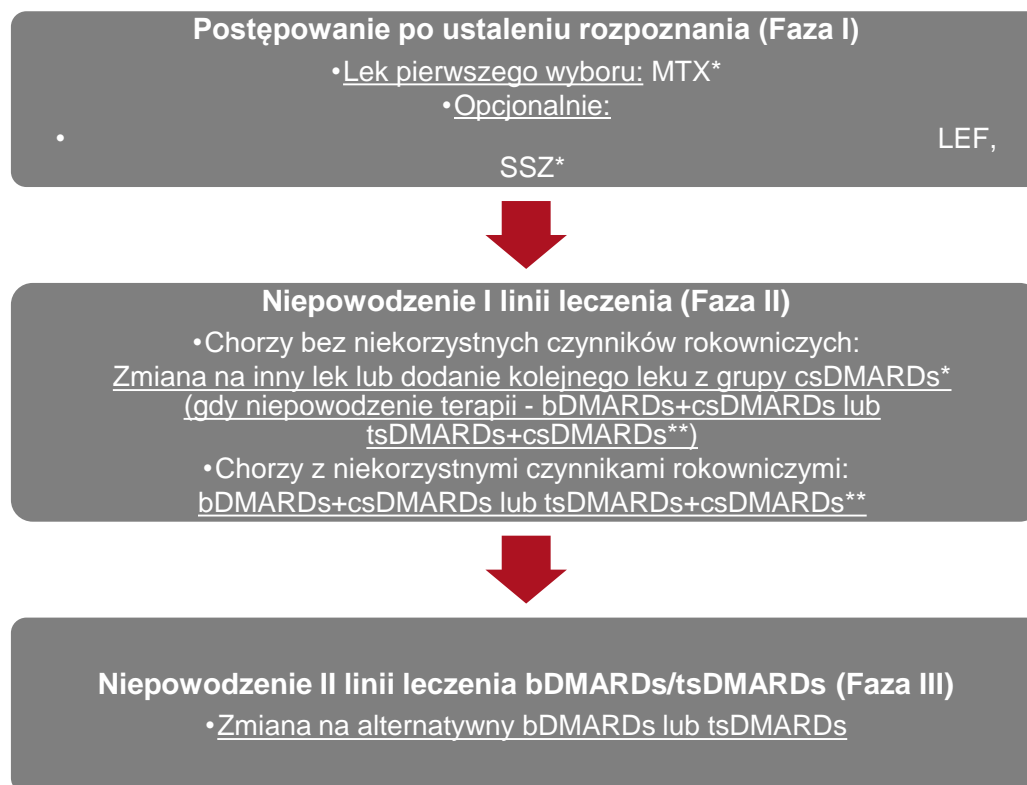 Postępowanie po ustaleniu rozpoznania (Faza I)
•Lek pierwszego wyboru: MTX*
•Opcjonalnie:
• LEF,
SSZ*
Niepowodzenie I linii leczenia (Faza II)
•Chorzy bez niekorzystnych czynników rokowniczych:
Zmiana na inny lek lub dodanie kolejnego leku z grupy csDMARDs*
(gdy niepowodzenie terapii - bDMARDs+csDMARDs lub
tsDMARDs+csDMARDs**)
•Chorzy z niekorzystnymi czynnikami rokowniczymi:
bDMARDs+csDMARDs lub tsDMARDs+csDMARDs**
Niepowodzenie II linii leczenia bDMARDs/tsDMARDs (Faza III)
•Zmiana na alternatywny bDMARDs lub tsDMARDs